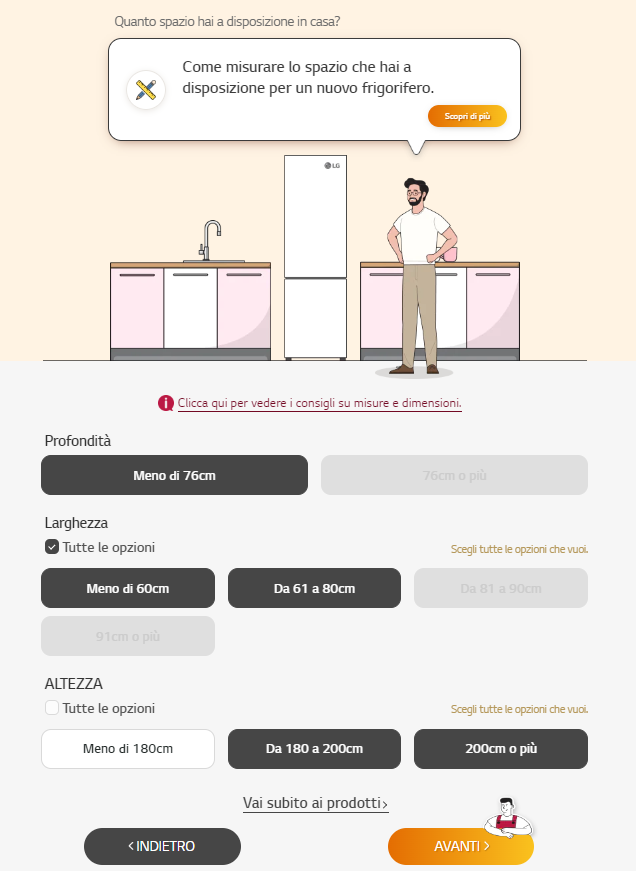 Quanto spazio hai a disposizione in casa?
Come misurare lo spazio che hai a
disposizione per un nuovo frigorifero.
Scopri di più
LG
Clicca qui per vedere i consigli su misure e dimensioni.
Profondità
Meno di 76cm
76cm o più
Larghezza
Tutte le opzioni
Scegli tutte le opzioni che vuoi.
Meno di 60cm
Da 61 a 80cm
Da 81 a 90cm
91cm o più
ALTEZZA
Tutte le opzioni
Scegli tutte le opzioni che vuoi.
Meno di 180cm
Da 180 a 200cm
200cm o più
Vai subito ai prodotti›
‹ INDIETRO
AVANTI ›